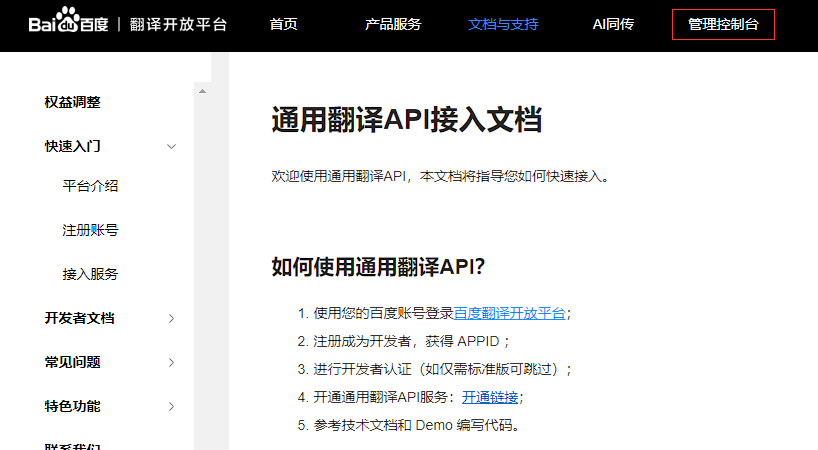 Baidu百度 | 翻译开放平台 首页 产品服务 文档与支持 AI同传 管理控制台
权益调整
快速入门
平台介绍
注册账号
接入服务
开发者文档
常见问题
特色功能
联系我们
通用翻译API接入文档
欢迎使用通用翻译API，本文档将指导您如何快速接入。
如何使用通用翻译API？
1. 使用您的百度账号登录百度翻译开放平台；
2. 注册成为开发者，获得 APPID ；
3. 进行开发者认证（如仅需标准版可跳过）；
4. 开通通用翻译API服务：开通链接；
5. 参考技术文档和 Demo 编写代码。